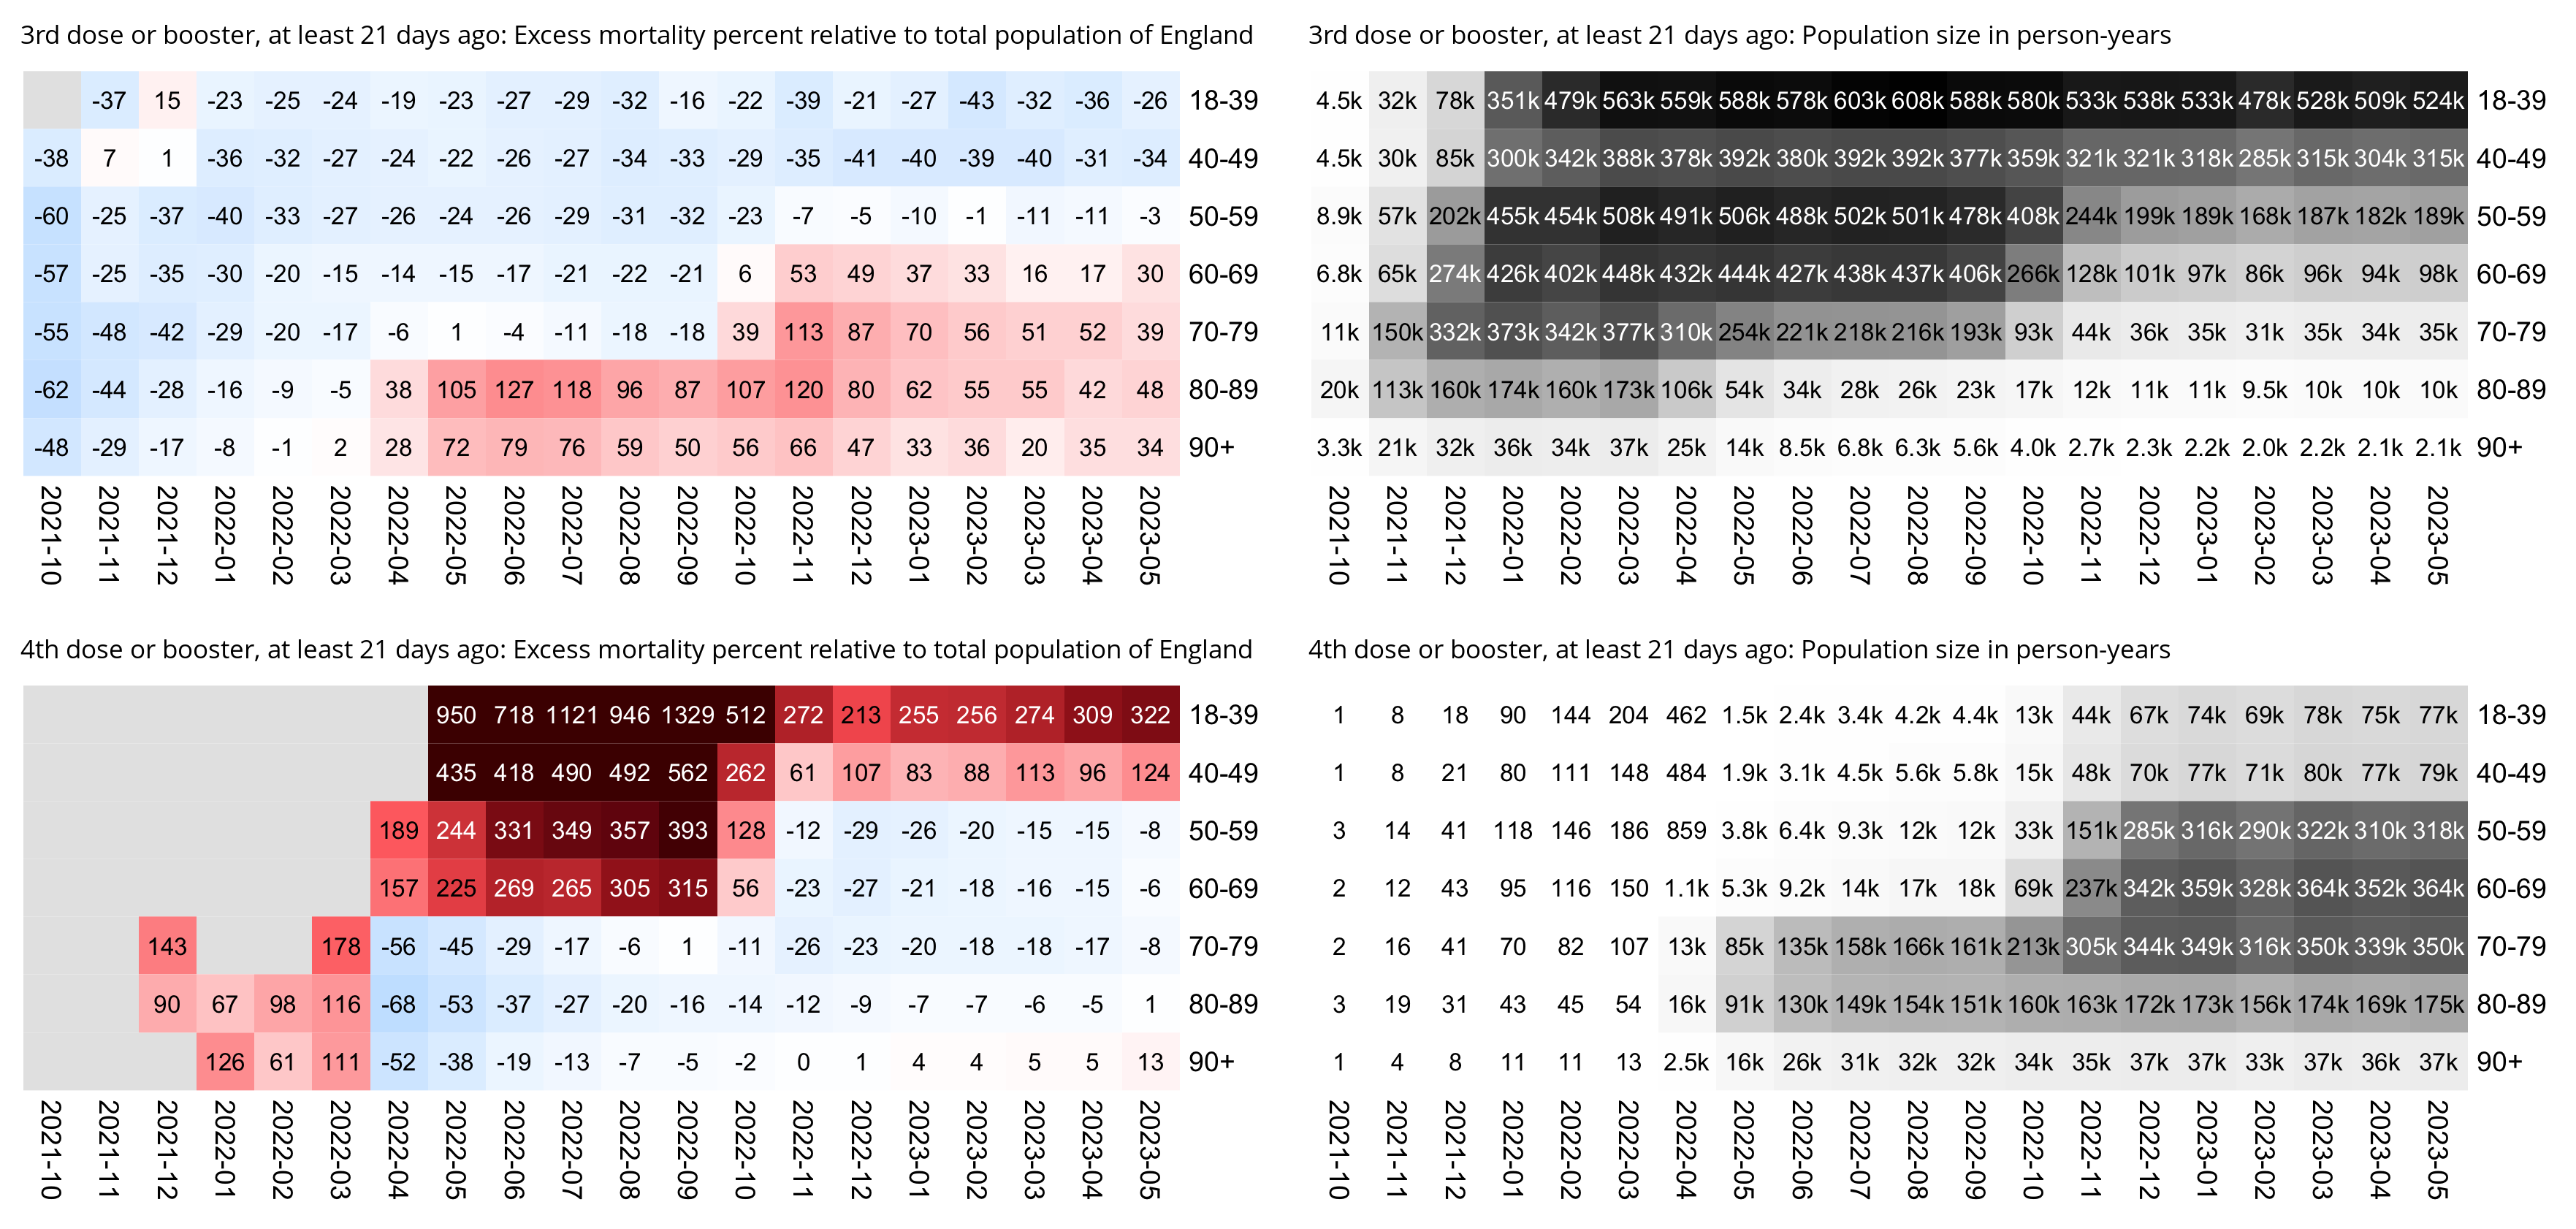 3rd dose or booster, at least 21 days ago: Excess mortality percent relative to total population of England
-37 15 -23 -25 -24 -19 -23 -27 -29 -32 -16 -22 -39 -21 -27 -43 -32 -36 -26 18-39
-38 7 1 -36 -32 -27 -24 -22 -26 -27 -34 -33 -29 -35 -41 -40 -39 -40 -31 -34 40-49
-60 -25 -37 -40 -33 -27 -26 -24 -26 -29 -31 -32 -23 -7 -5 -10 -1 -11 -11 -3 50-59
-57 -25 -35 -30 -20 -15 -14 -15 -17 -21 -22 -21 6 53 49 37 33 16 17 30 60-69
-55 -48 -42 -29 -20 -17 -6 1 -4 -11 -18 -18 39 113 87 70 56 51 52 39 70-79
-62 -44 -28 -16 -9 -5 38 105 127 118 96 87 107 120 80 62 55 55 42 48 80-89
-48 -29 -17 -8 -1 2 28 72 79 76 59 50 56 66 47 33 36 20 35 34 90+
2021-10 2021-11 2021-12 2022-01 2022-02 2022-03 2022-04 2022-05 2022-06 2022-07 2022-08 2022-09 2022-10 2022-11 2022-12 2023-01 2023-02 2023-03 2023-04 2023-05
3rd dose or booster, at least 21 days ago: Population size in person-years
4.5k 32k 78k 351k 479k 563k 559k 588k 578k 603k 608k 588k 580k 533k 538k 533k 478k 528k 509k 524k 18-39
4.5k 30k 85k 300k 342k 388k 378k 392k 380k 392k 392k 377k 359k 321k 321k 318k 285k 315k 304k 315k 40-49
8.9k 57k 202k 455k 454k 508k 491k 506k 488k 502k 501k 478k 408k 244k 199k 189k 168k 187k 182k 189k 50-59
6.8k 65k 274k 426k 402k 448k 432k 444k 427k 438k 437k 406k 266k 128k 101k 97k 86k 96k 94k 98k 60-69
11k 150k 332k 373k 342k 377k 310k 254k 221k 218k 216k 193k 93k 44k 36k 35k 31k 35k 34k 35k 70-79
20k 113k 160k 174k 160k 173k 106k 54k 34k 28k 26k 23k 17k 12k 11k 11k 9.5k 10k 10k 10k 80-89
3.3k 21k 32k 36k 34k 37k 25k 14k 8.5k 6.8k 6.3k 5.6k 4.0k 2.7k 2.3k 2.2k 2.0k 2.2k 2.1k 2.1k 90+
2021-10 2021-11 2021-12 2022-01 2022-02 2022-03 2022-04 2022-05 2022-06 2022-07 2022-08 2022-09 2022-10 2022-11 2022-12 2023-01 2023-02 2023-03 2023-04 2023-05
4th dose or booster, at least 21 days ago: Excess mortality percent relative to total population of England
950 718 1121 946 1329 512 272 213 255 256 274 309 322 18-39
435 418 490 492 562 262 61 107 83 88 113 96 124 40-49
189 244 331 349 357 393 128 -12 -29 -26 -20 -15 -15 -8 50-59
157 225 269 265 305 315 56 -23 -27 -21 -18 -16 -15 -6 60-69
143 178 -56 -45 -29 -17 -6 1 -11 -26 -23 -20 -18 -18 -17 -8 70-79
90 67 98 116 -68 -53 -37 -27 -20 -16 -14 -12 -9 -7 -7 -6 -5 1 80-89
126 61 111 -52 -38 -19 -13 -7 -5 -2 0 1 4 4 5 5 13 90+
2021-10 2021-11 2021-12 2022-01 2022-02 2022-03 2022-04 2022-05 2022-06 2022-07 2022-08 2022-09 2022-10 2022-11 2022-12 2023-01 2023-02 2023-03 2023-04 2023-05
4th dose or booster, at least 21 days ago: Population size in person-years
1 8 18 90 144 204 462 1.5k 2.4k 3.4k 4.2k 4.4k 13k 44k 67k 74k 69k 78k 75k 77k 18-39
1 8 21 80 111 148 484 1.9k 3.1k 4.5k 5.6k 5.8k 15k 48k 70k 77k 71k 80k 77k 79k 40-49
3 14 41 118 146 186 859 3.8k 6.4k 9.3k 12k 12k 33k 151k 285k 316k 290k 322k 310k 318k 50-59
2 12 43 95 116 150 1.1k 5.3k 9.2k 14k 17k 18k 69k 237k 342k 359k 328k 364k 352k 364k 60-69
2 16 41 70 82 107 13k 85k 135k 158k 166k 161k 213k 305k 344k 349k 316k 350k 339k 350k 70-79
3 19 31 43 45 54 16k 91k 130k 149k 154k 151k 160k 163k 172k 173k 156k 174k 169k 175k 80-89
1 4 8 11 11 13 2.5k 16k 26k 31k 32k 32k 34k 35k 37k 37k 33k 37k 36k 37k 90+
2021-10 2021-11 2021-12 2022-01 2022-02 2022-03 2022-04 2022-05 2022-06 2022-07 2022-08 2022-09 2022-10 2022-11 2022-12 2023-01 2023-02 2023-03 2023-04 2023-05